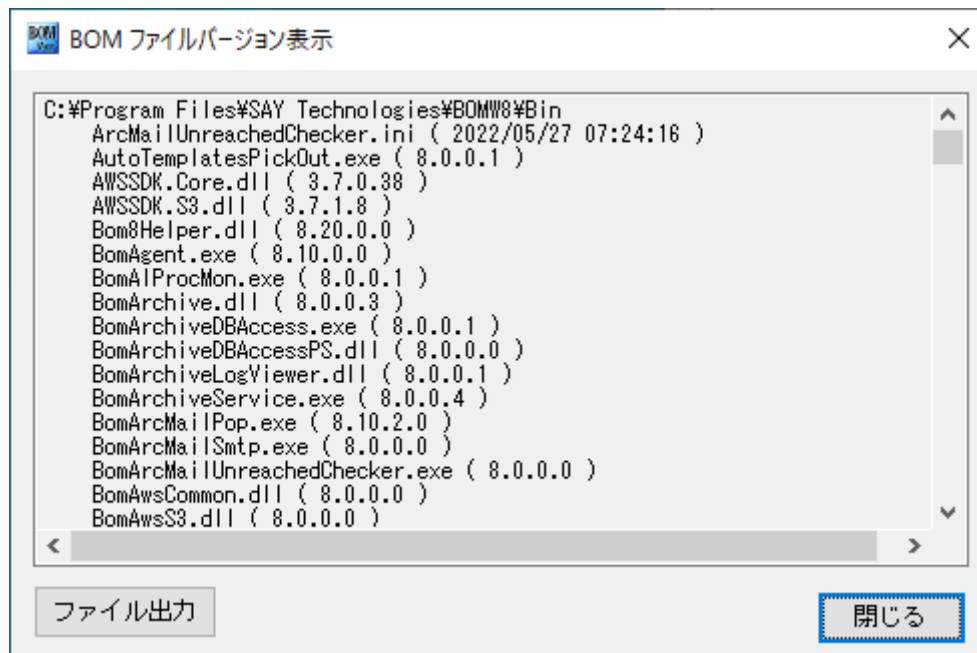 BOM ファイルバージョン表示
C:¥Program Files¥SAY Technologies¥BOMW8¥Bin
ArcMailUnreachedChecker.ini ( 2022/05/27 07:24:16 )
AutoTemplatesPickOut.exe ( 8.0.0.1 )
AWSSDK.Core.dll ( 3.7.0.38 )
AWSSDK.S3.dll ( 3.7.1.8 )
Bom8Helper.dll ( 8.20.0.0 )
BomAgent.exe ( 8.10.0.0 )
BomAIProcMon.exe ( 8.0.0.1 )
BomArchive.dll ( 8.0.0.3 )
BomArchiveDBAccess.exe ( 8.0.0.1 )
BomArchiveDBAccessPS.dll ( 8.0.0.0 )
BomArchiveLogViewer.dll ( 8.0.0.1 )
BomArchiveService.exe ( 8.0.0.4 )
BomArcMailPop.exe ( 8.10.2.0 )
BomArcMailSmtp.exe ( 8.0.0.0 )
BomArcMailUnreachedChecker.exe ( 8.0.0.0 )
BomAwsCommon.dll ( 8.0.0.0 )
BomAwsS3.dll ( 8.0.0.0 )
ファイル出力
閉じる